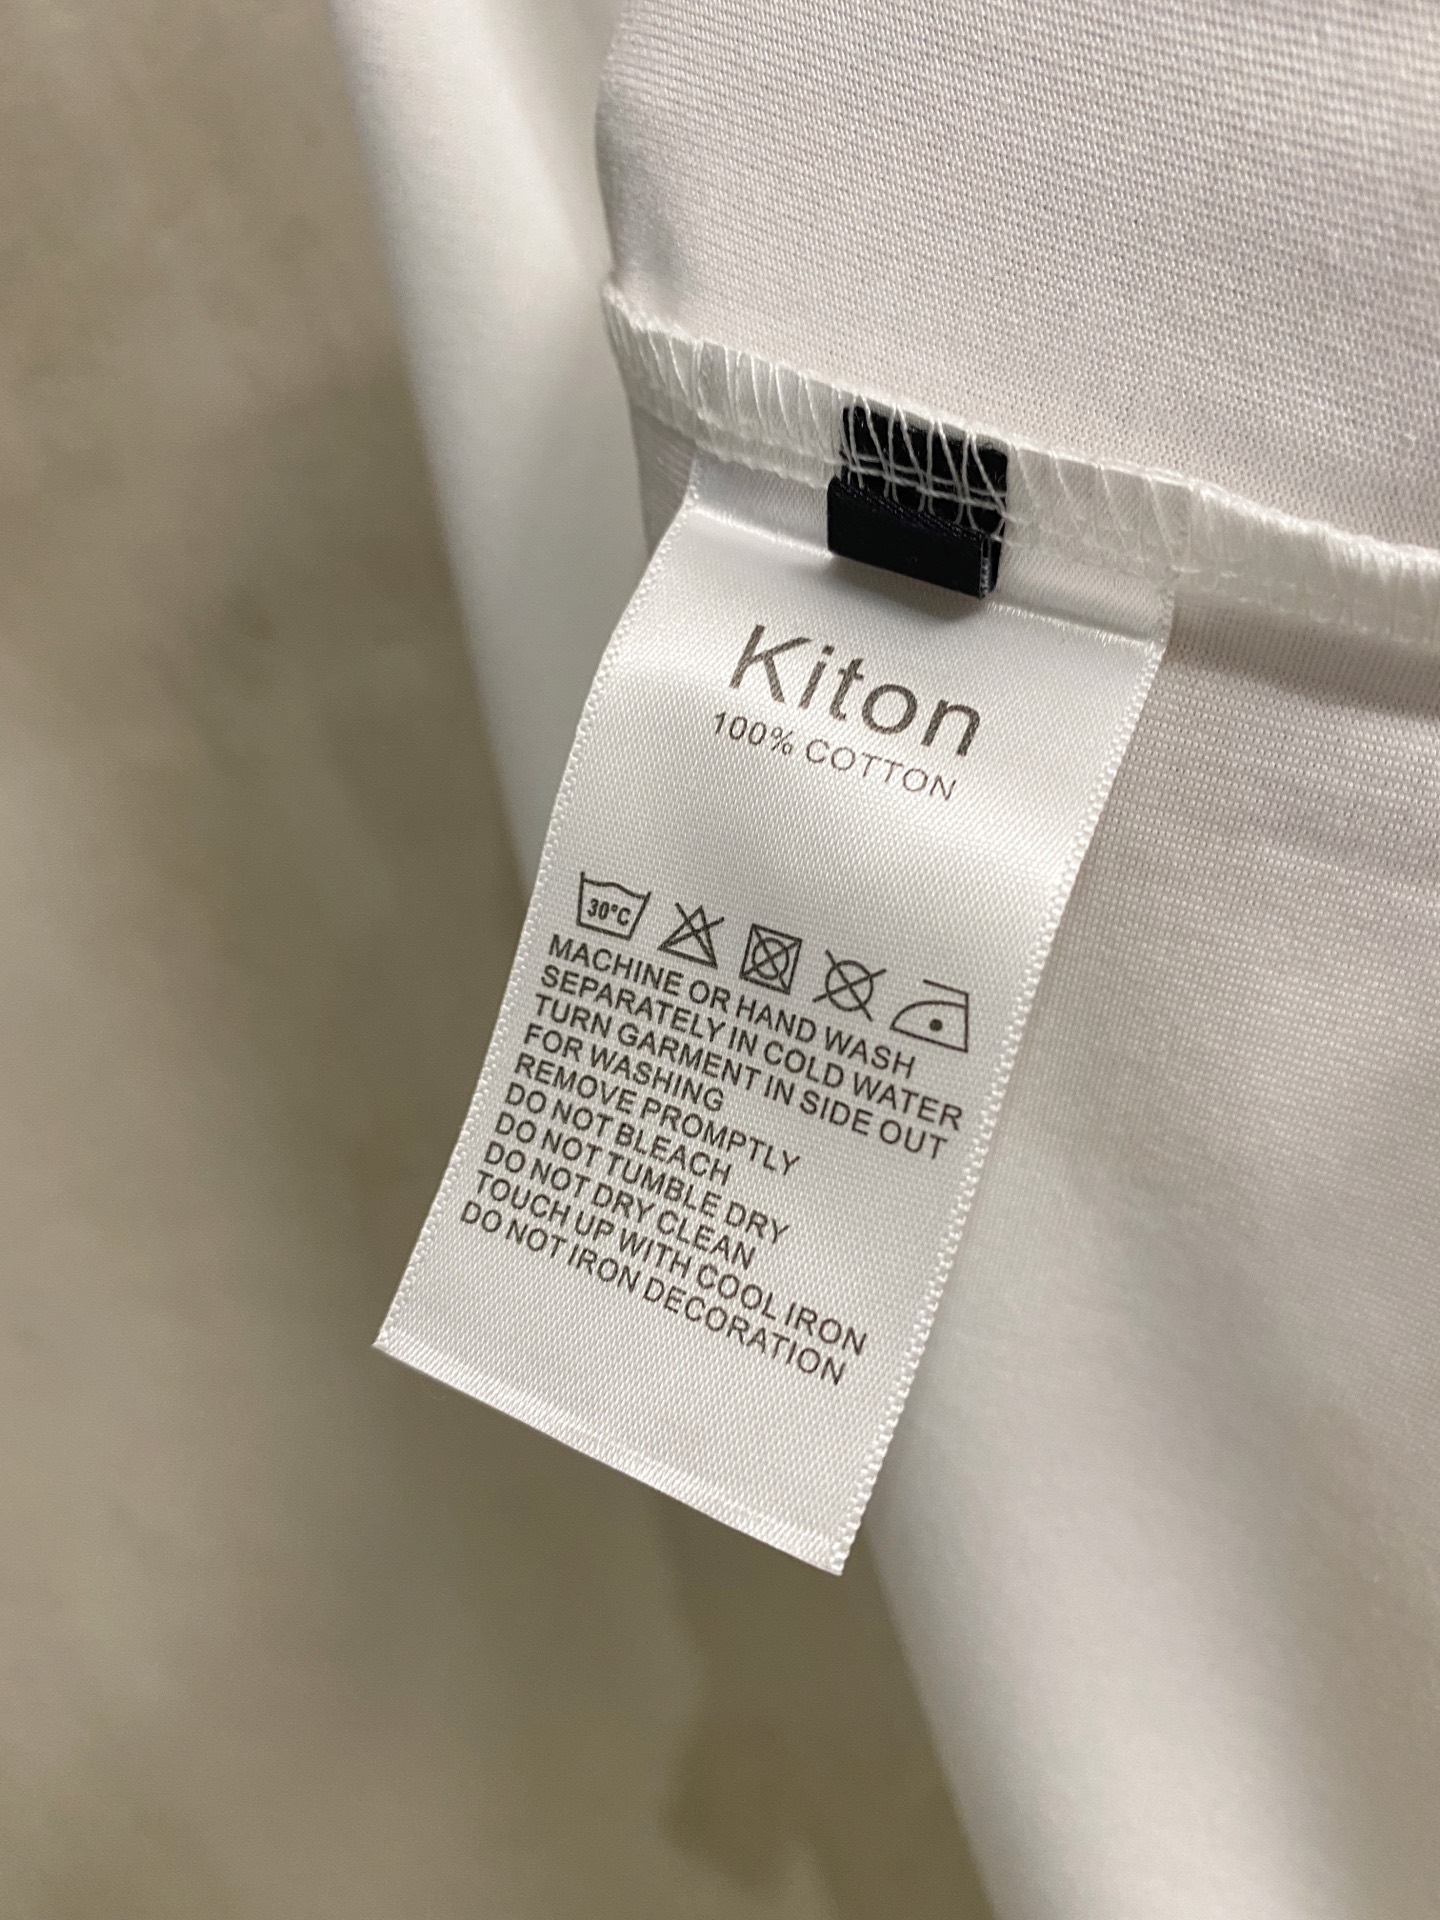 Kiton
100% COTTON
30°C
MACHINE OR HAND WASH
SEPARATELY IN COLD WATER
TURN GARMENT IN SIDE OUT
FOR WASHING
REMOVE PROMPTLY
DO NOT BLEACH
DO NOT TUMBLE DRY
DO NOT DRY CLEAN
TOUCH UP WITH COOL IRON
DO NOT IRON DECORATION